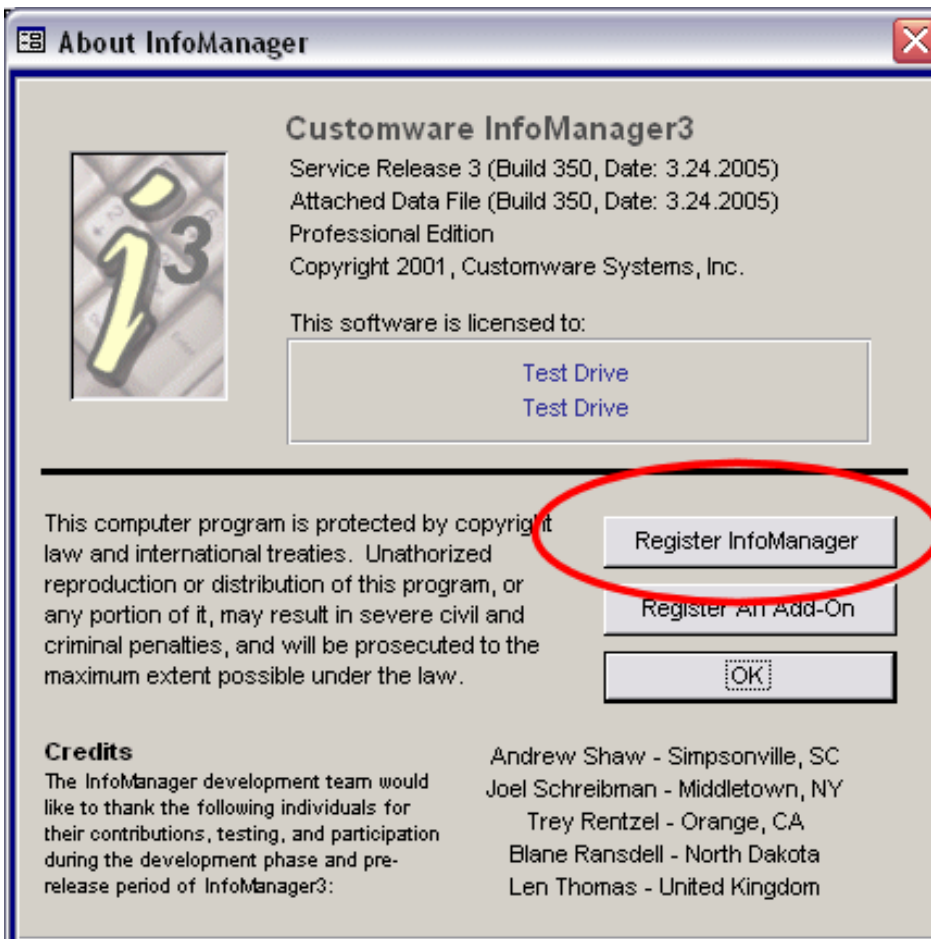 About InfoManager
Customware InfoManager3
Service Release 3 (Build 350, Date: 3.24.2005)
Attached Data File (Build 350, Date: 3.24.2005)
Professional Edition
Copyright 2001, Customware Systems, Inc.
This software is licensed to:
Test Drive
Test Drive
i3
This computer program is protected by copyright
law and international treaties. Unathorized
reproduction or distribution of this program, or
any portion of it, may result in severe civil and
criminal penalties, and will be prosecuted to the
maximum extent possible under the law.
Register InfoManager
Register An Add-On
OK
Credits
The InfoManager development team would
like to thank the following individuals for
their contributions, testing, and participation
during the development phase and pre-
release period of InfoManager3:
Andrew Shaw - Simpsonville, SC
Joel Schreibman - Middletown, NY
Trey Rentzel - Orange, CA
Blane Ransdell - North Dakota
Len Thomas - United Kingdom